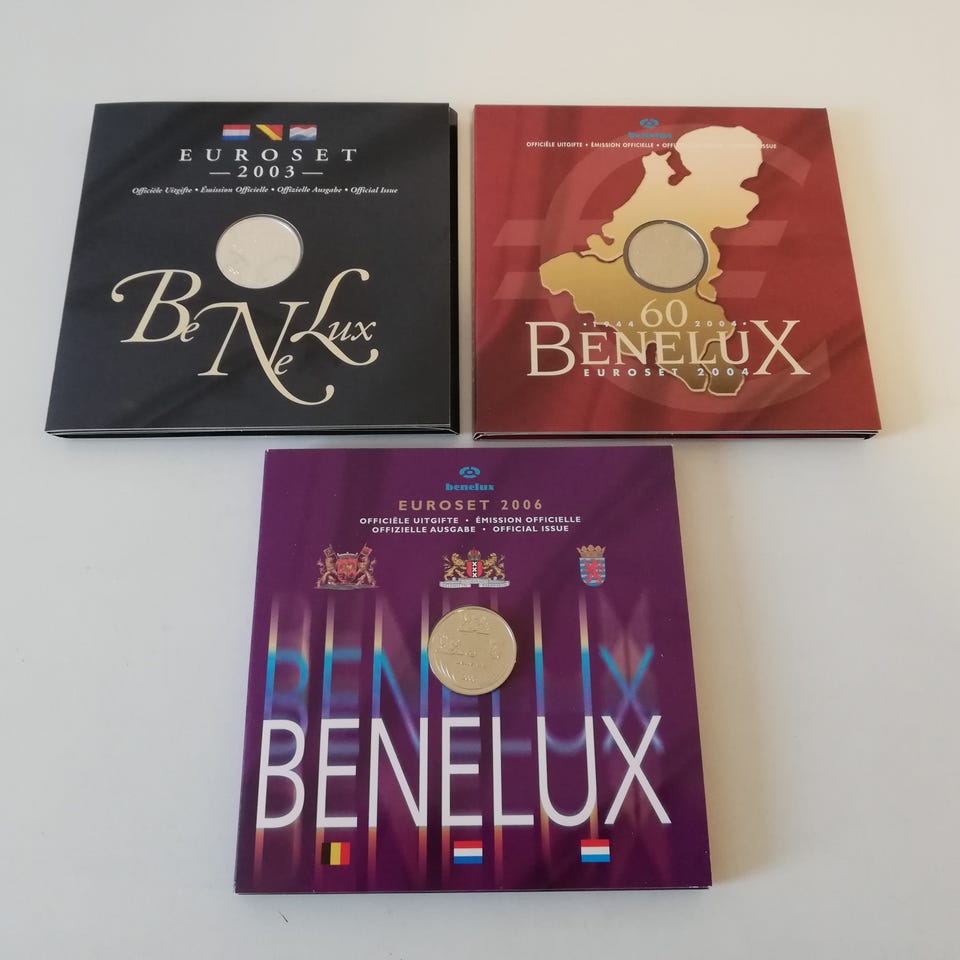 EUROSET
— 2003 —
Officiële Uitgifte • Émission Officielle • Offizielle Ausgabe • Official Issue
BeNeLux
benelux
OFFICIËLE UITGIFTE • ÉMISSION OFFICIELLE • ISSUE
60
• 1944 2004 •
BENELUX
EUROSET 2004
benelux
EUROSET 2006
OFFICIËLE UITGIFTE • ÉMISSION OFFICIELLE
OFFIZIELLE AUSGABE • OFFICIAL ISSUE
XXX
BENELUX
BENELUX